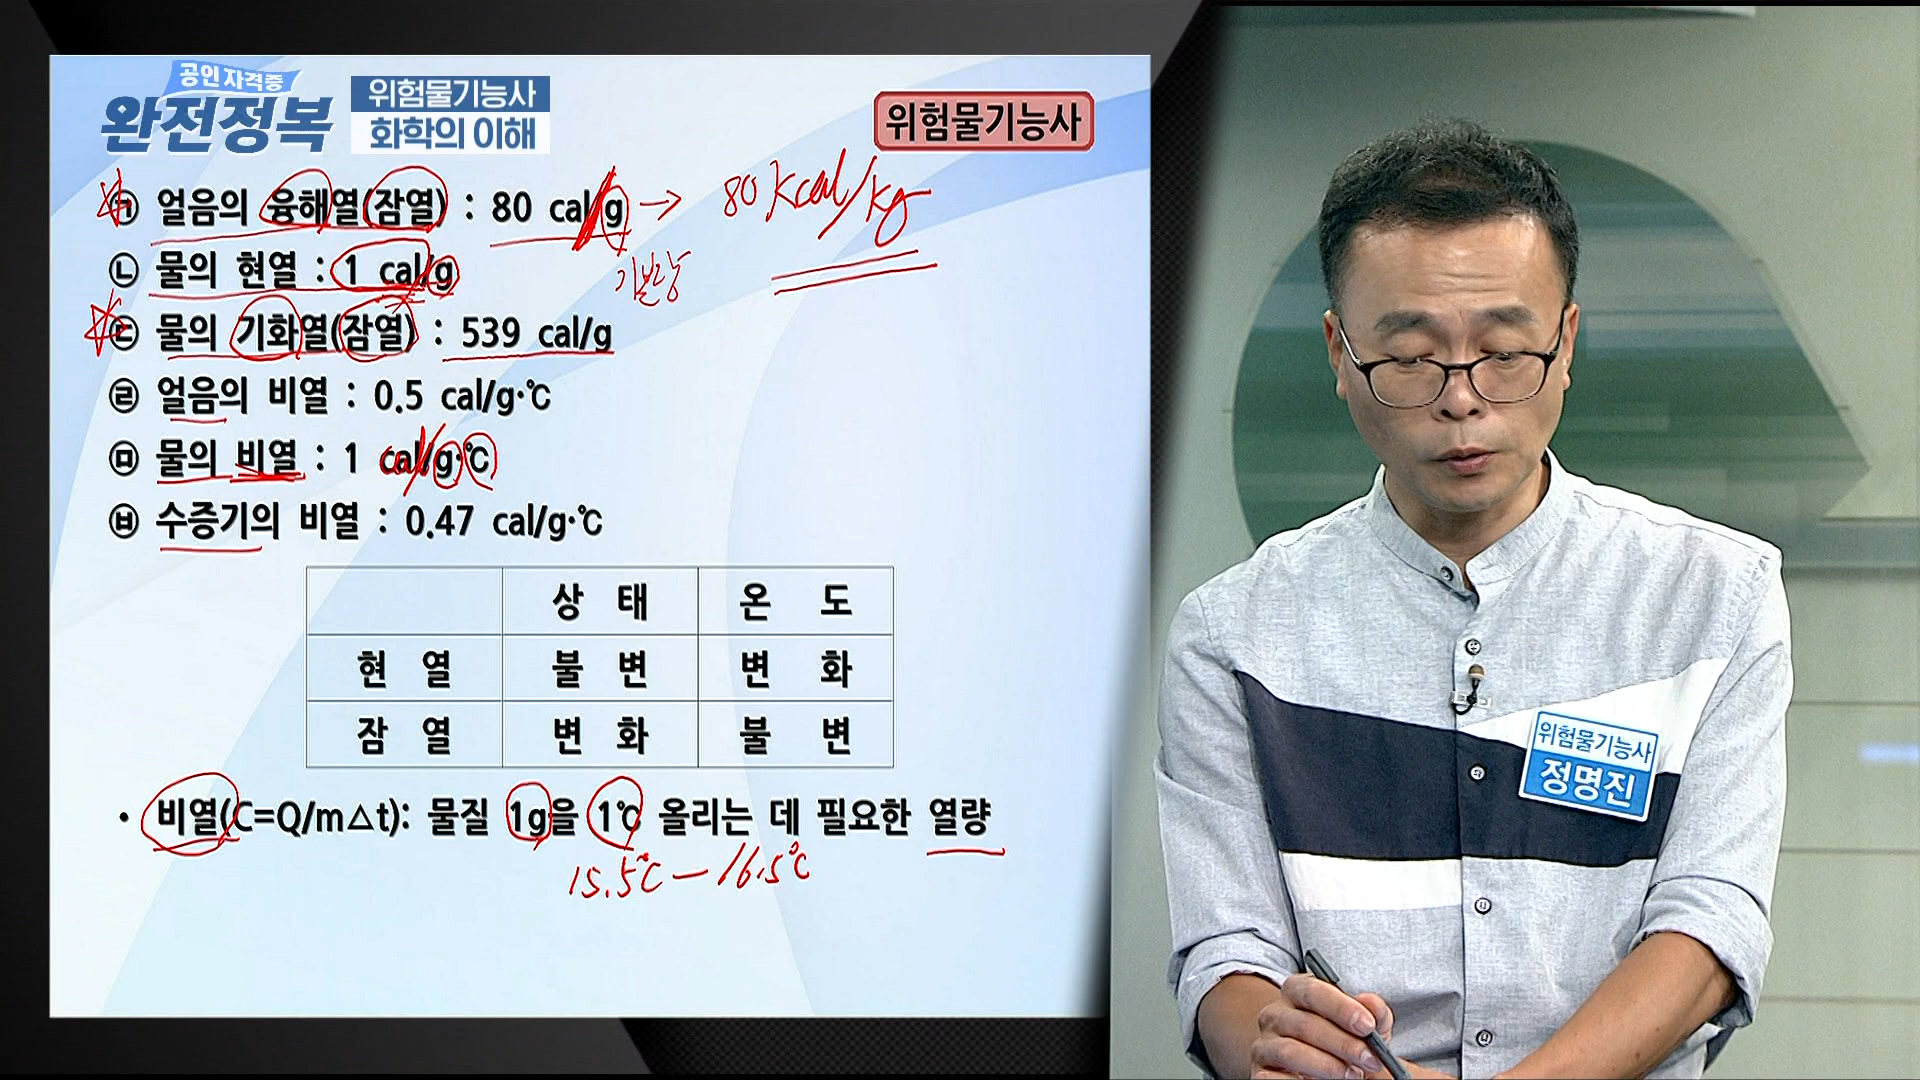 공인 자격증
완전정복
위험물기능사
화학의 이해
위험물기능사
㉠ 얼음의 융해열(잠열) : 80 cal/g → 80 kcal/kg
㉡ 물의 현열 : 1 cal/g
기본량
㉢ 물의 기화열(잠열) : 539 cal/g
㉣ 얼음의 비열 : 0.5 cal/g·℃
㉤ 물의 비열 : 1 cal/g·℃
㉥ 수증기의 비열 : 0.47 cal/g·℃
상 태 온 도
현 열 불 변 변 화
잠 열 변 화 불 변
• 비열(C=Q/m△t): 물질 1g을 1℃ 올리는 데 필요한 열량
15.5℃ — 16.5℃
위험물기능사
정명진